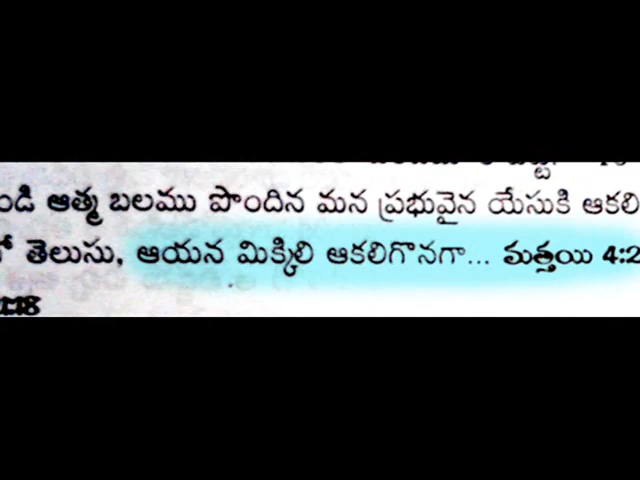 ండి ఆత్మ బలము పొందిన మన ప్రభువైన యేసుకి ఆకలి
తెలుసు, ఆయన మిక్కిలి ఆకలిగొనగా... మత్తయి 4:2